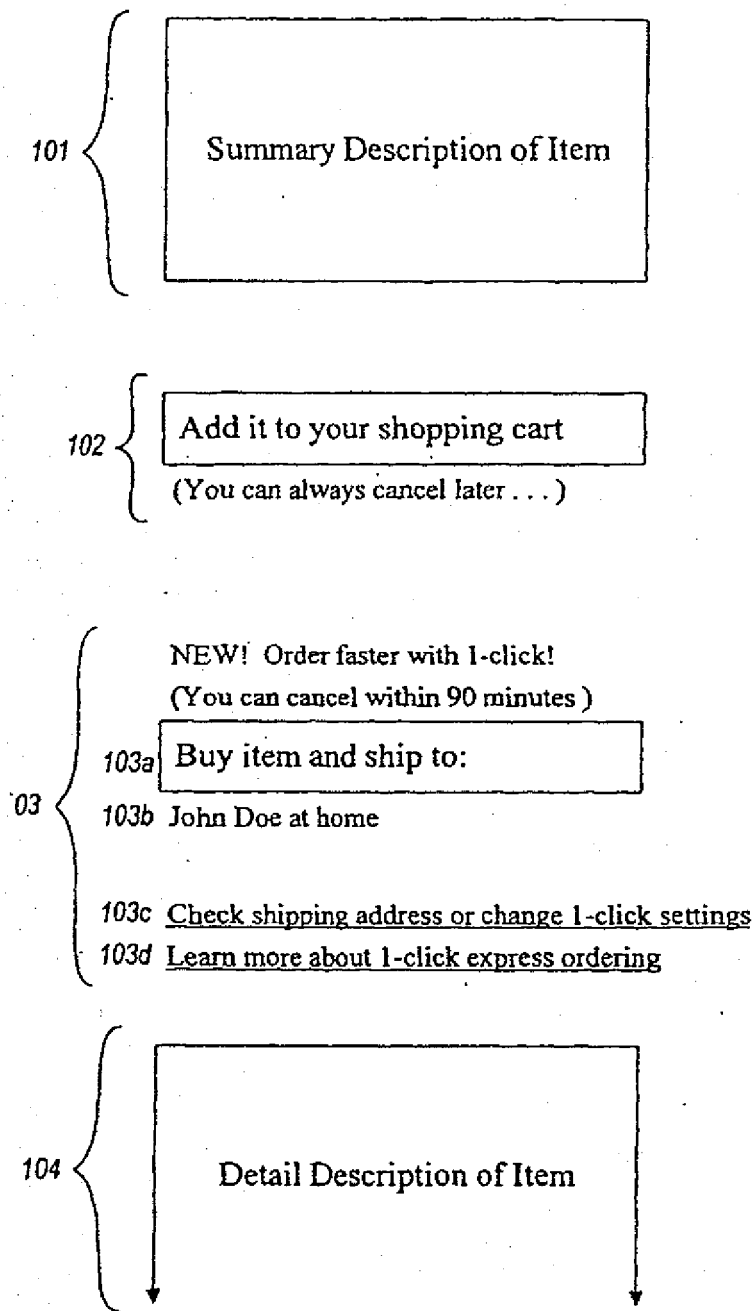 101 Summary Description of Item
102 Add it to your shopping cart
(You can always cancel later . . . )
NEW! Order faster with 1-click!
(You can cancel within 90 minutes )
103a Buy item and ship to:
03
103b John Doe at home
103c Check shipping address or change 1-click settings
103d Learn more about 1-click express ordering
104 Detail Description of Item